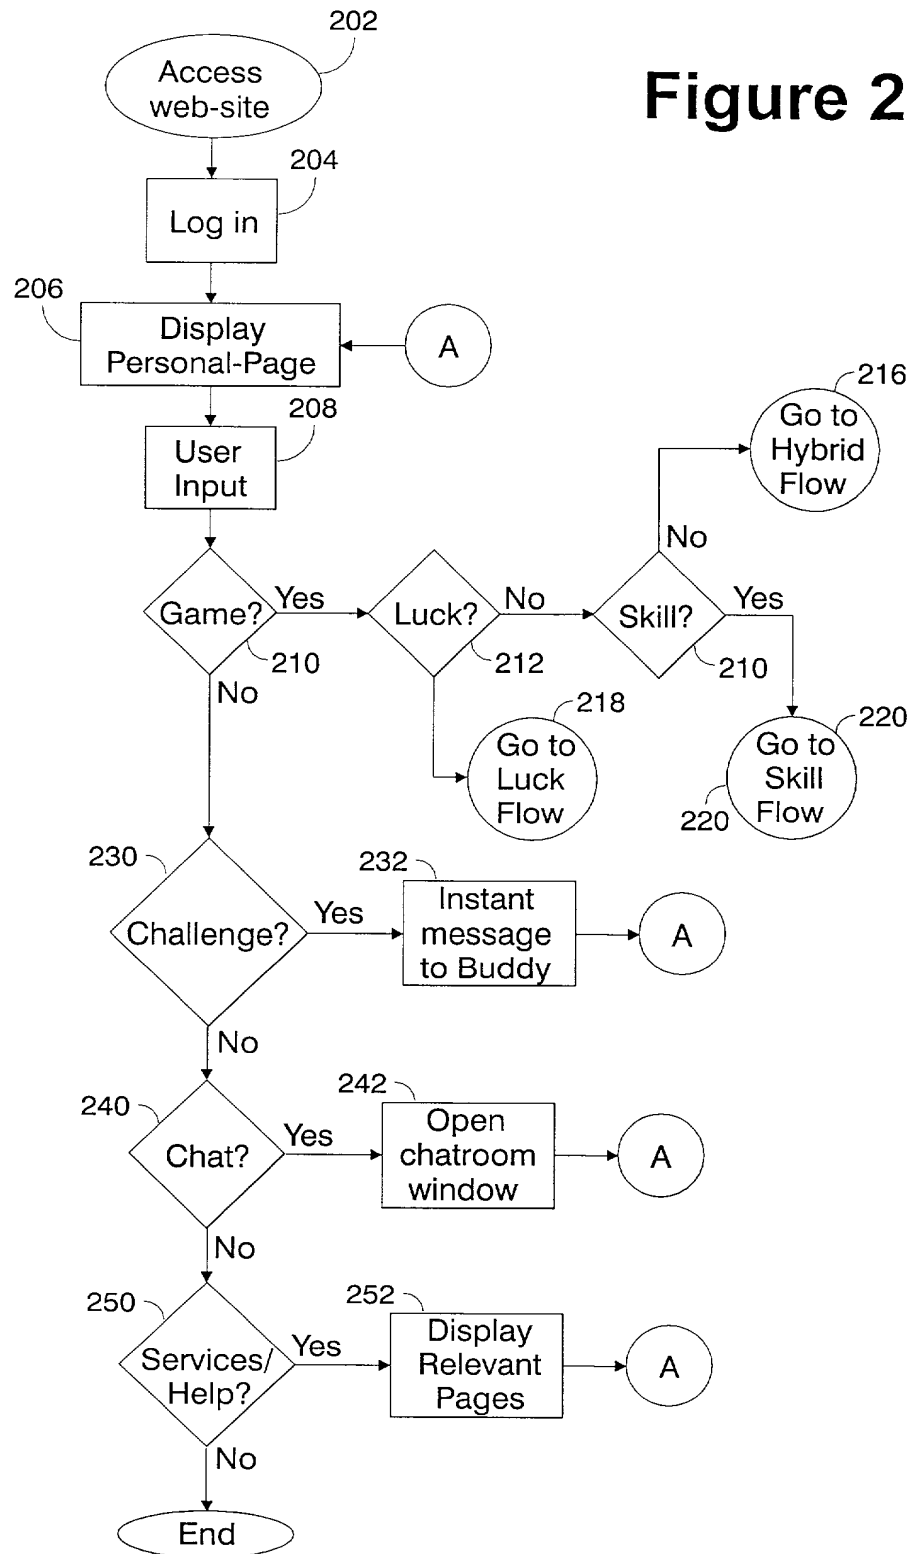 202
Access
web-site
Figure 2
204
Log in
206
Display
Personal-Page
A
208
User
Input
216
Go to
Hybrid
Flow
No
Game?
Yes
210
No
Luck?
No
212
Skill?
Yes
210
218
Go to
Luck
Flow
220
Go to
Skill
Flow
220
230
Challenge?
Yes
232
Instant
message
to Buddy
A
No
240
Chat?
Yes
242
Open
chatroom
window
A
No
250
Services/
Help?
Yes
252
Display
Relevant
Pages
A
No
End